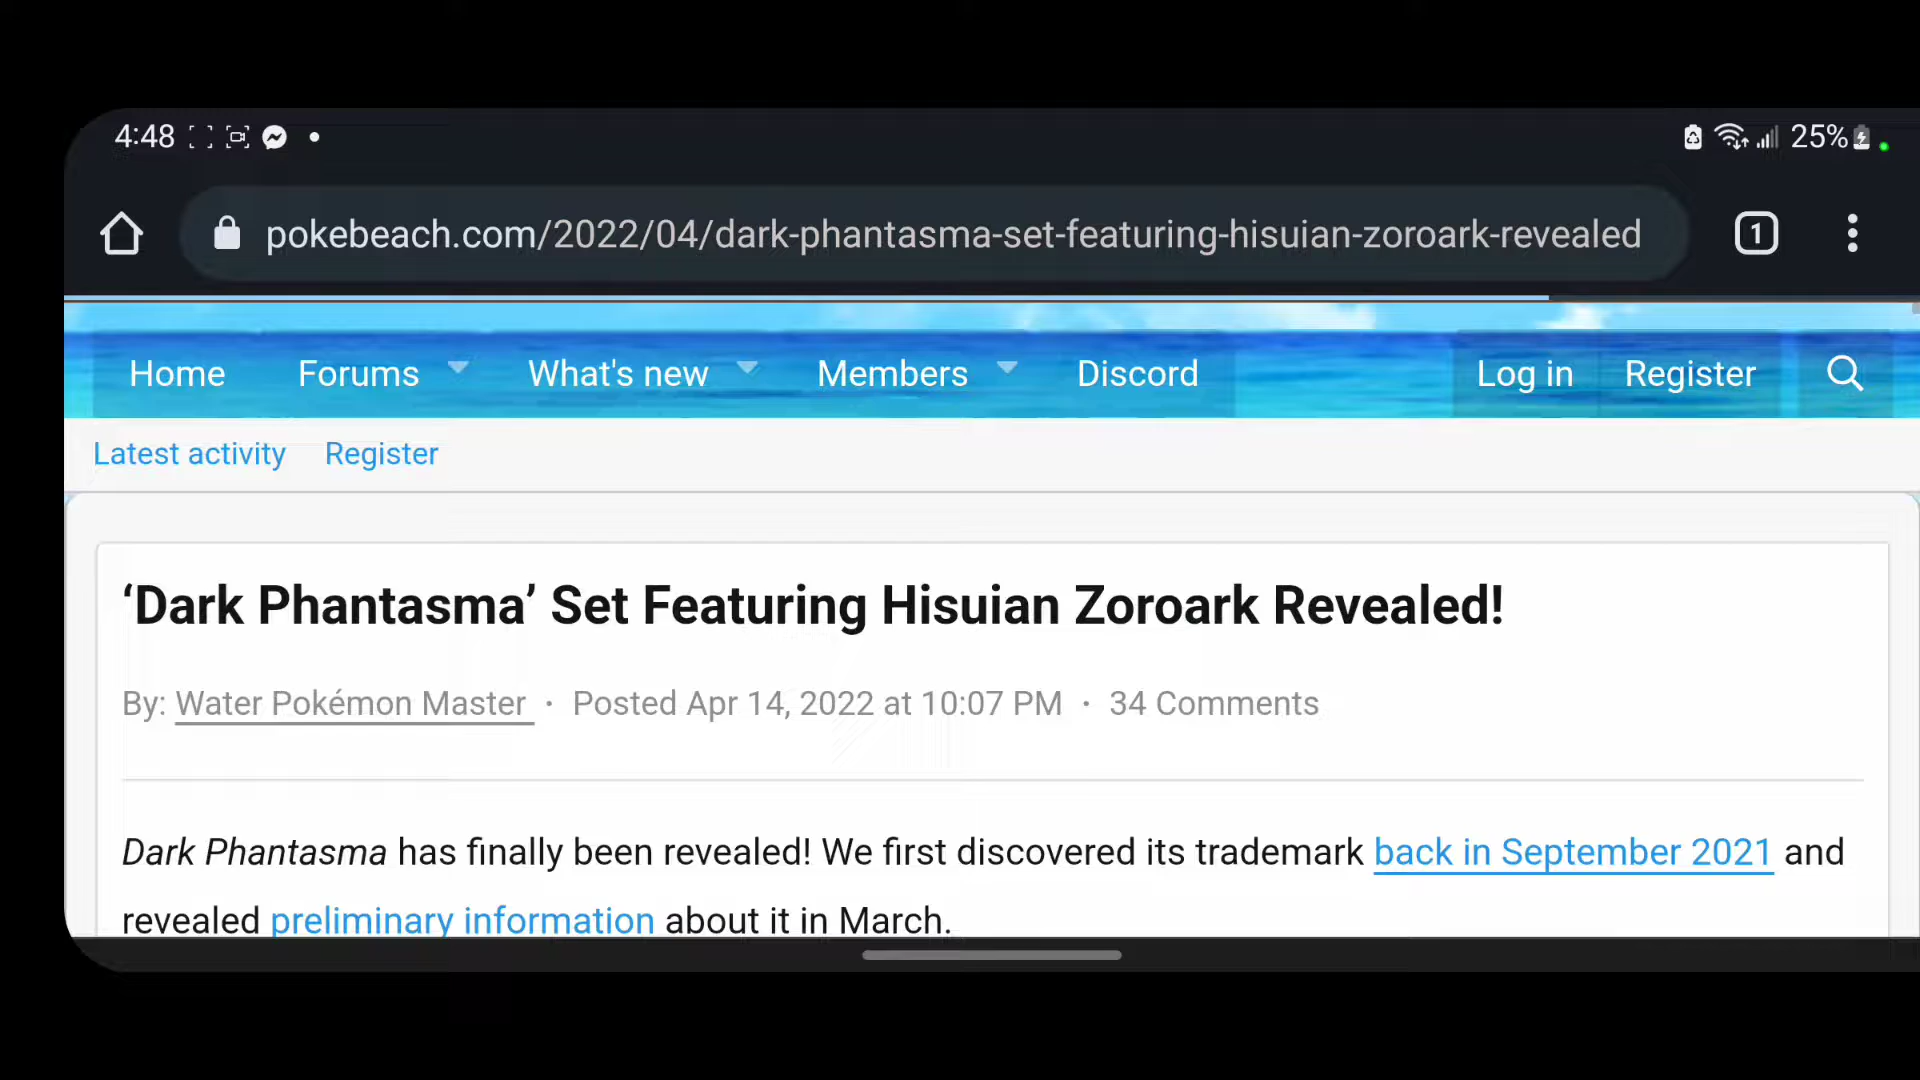 4:48
25%
pokebeach.com/2022/04/dark-phantasma-set-featuring-hisuian-zoroark-revealed
1
Home Forums What's new Members Discord Log in Register
Latest activity Register
‘Dark Phantasma’ Set Featuring Hisuian Zoroark Revealed!
By: Water Pokémon Master · Posted Apr 14, 2022 at 10:07 PM · 34 Comments
Dark Phantasma has finally been revealed! We first discovered its trademark back in September 2021 and
revealed preliminary information about it in March.